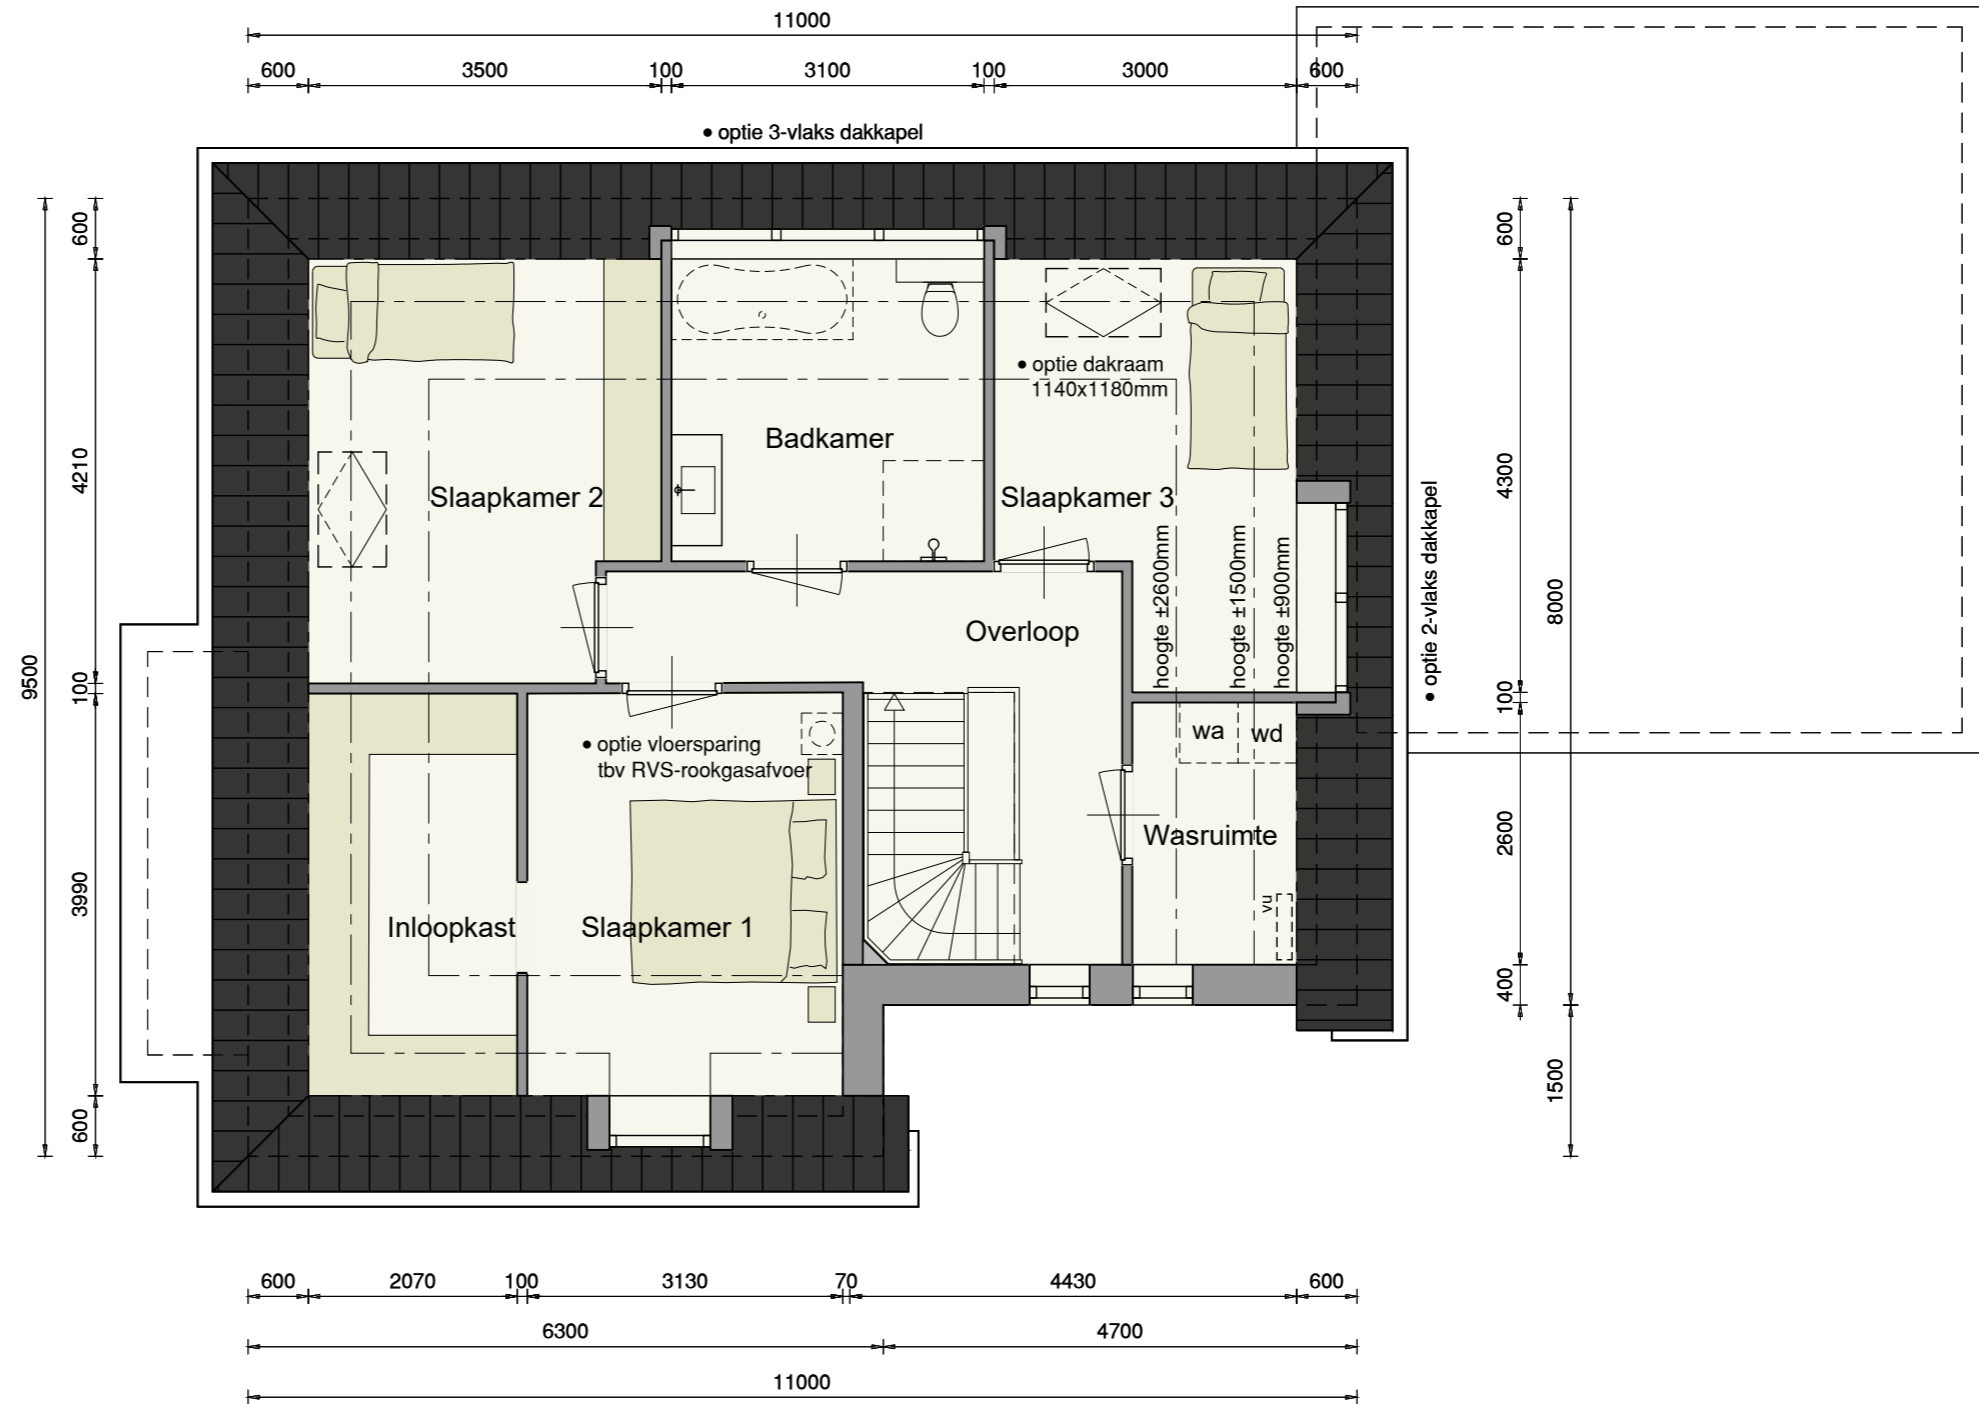 11000
600 3500 100 3100 100 3000 600
• optie 3-vlaks dakkapel
600
4210
100
3990
600
9500
600
4300
100
2600
400
8000
1500
• optie dakraam
1140x1180mm
Badkamer
Slaapkamer 2
Slaapkamer 3
hoogte ±2600mm
hoogte ±1500mm
hoogte ±900mm
• optie 2-vlaks dakkapel
Overloop
• optie vloersparing
tbv RVS-rookgasafvoer
wa wd
Wasruimte
vu
Inloopkast
Slaapkamer 1
600 2070 100 3130 70 4430 600
6300 4700
11000